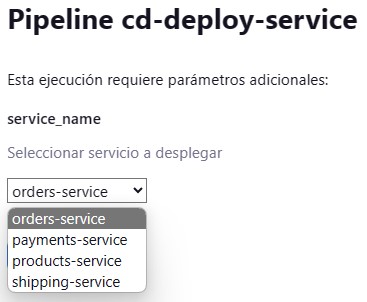 Pipeline cd-deploy-service
Esta ejecución requiere parámetros adicionales:
service_name
Seleccionar servicio a desplegar
orders-service
orders-service
payments-service
products-service
shipping-service